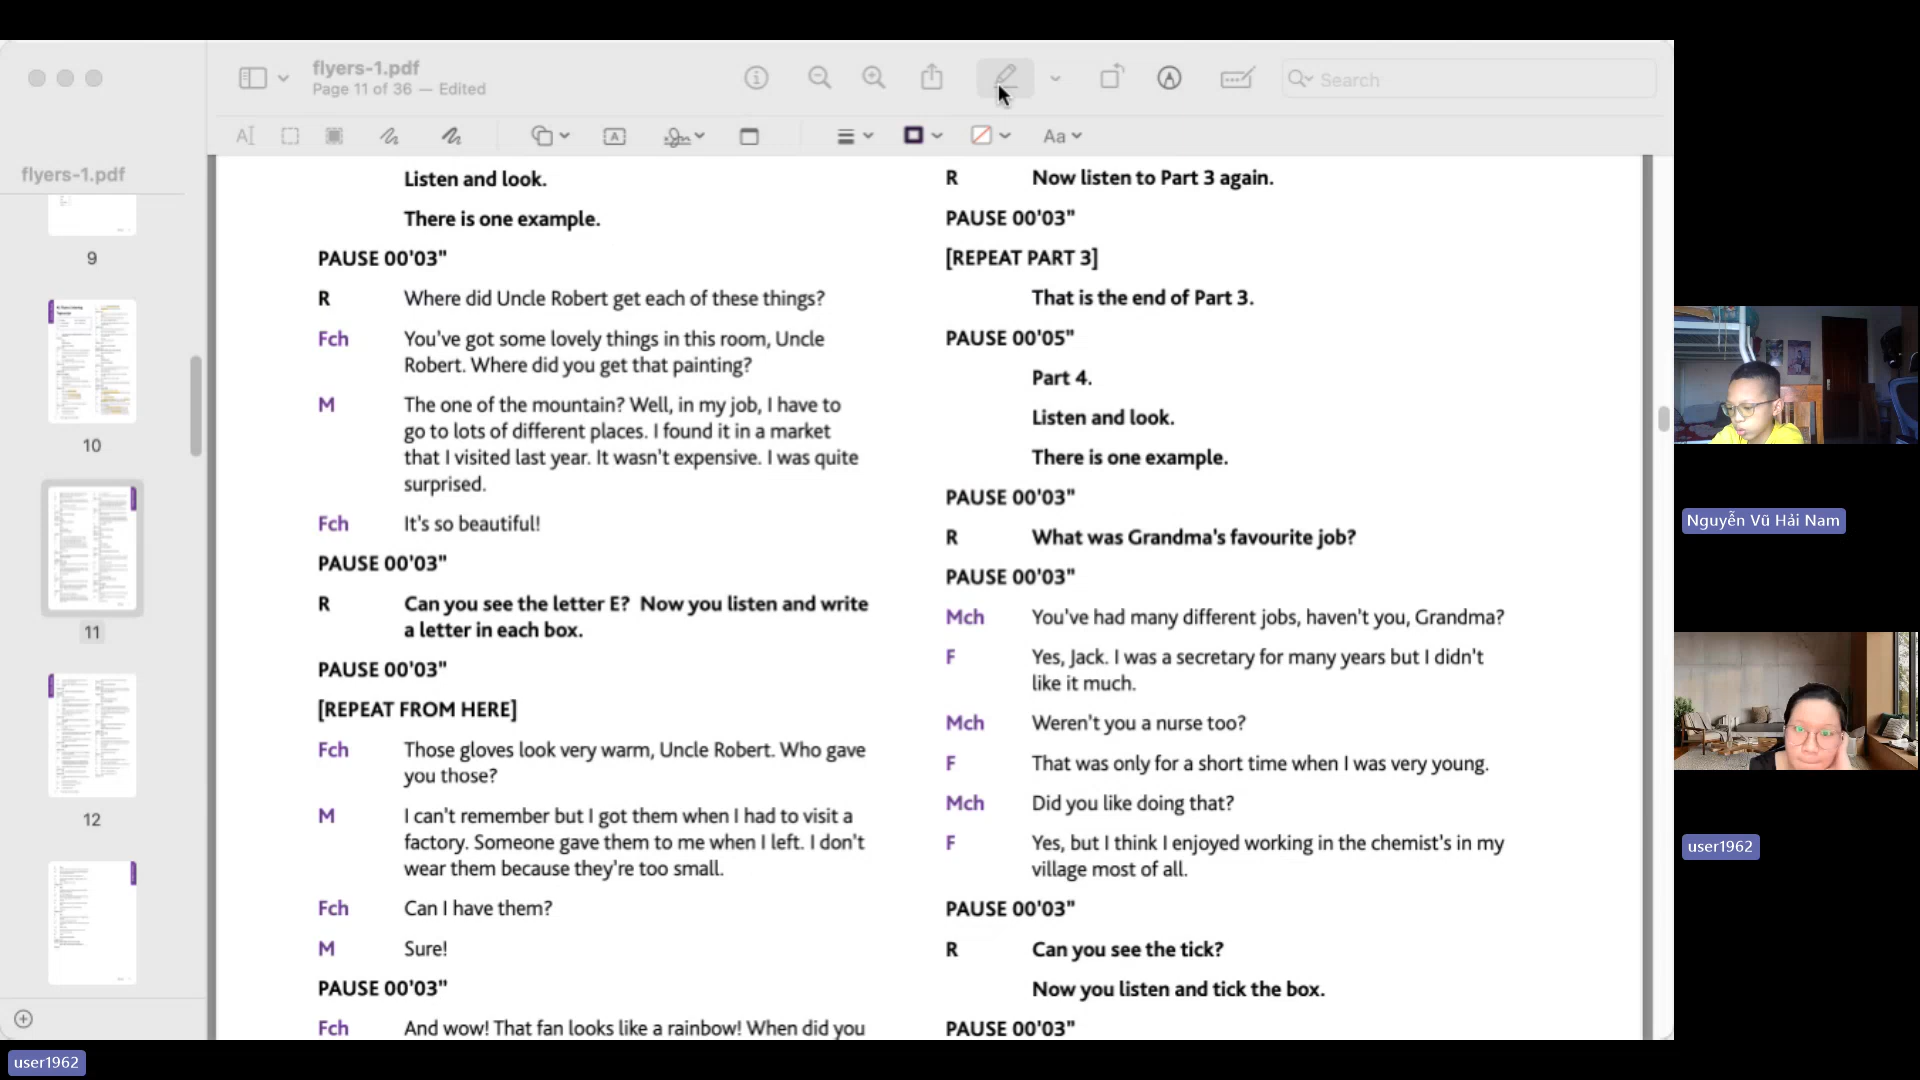 flyers-1.pdf
Page 11 of 36 — Edited
Search
Aa
flyers-1.pdf
9
10
11
12
Listen and look.
There is one example.
PAUSE 00'03"
R Where did Uncle Robert get each of these things?
Fch You've got some lovely things in this room, Uncle
Robert. Where did you get that painting?
M The one of the mountain? Well, in my job, I have to
go to lots of different places. I found it in a market
that I visited last year. It wasn't expensive. I was quite
surprised.
Fch It's so beautiful!
PAUSE 00'03"
R Can you see the letter E? Now you listen and write
a letter in each box.
PAUSE 00'03"
[REPEAT FROM HERE]
Fch Those gloves look very warm, Uncle Robert. Who gave
you those?
M I can't remember but I got them when I had to visit a
factory. Someone gave them to me when I left. I don't
wear them because they're too small.
Fch Can I have them?
M Sure!
PAUSE 00'03"
Fch And wow! That fan looks like a rainbow! When did you
R Now listen to Part 3 again.
PAUSE 00'03"
[REPEAT PART 3]
That is the end of Part 3.
PAUSE 00'05"
Part 4.
Listen and look.
There is one example.
PAUSE 00'03"
R What was Grandma's favourite job?
PAUSE 00'03"
Mch You've had many different jobs, haven't you, Grandma?
F Yes, Jack. I was a secretary for many years but I didn't
like it much.
Mch Weren't you a nurse too?
F That was only for a short time when I was very young.
Mch Did you like doing that?
F Yes, but I think I enjoyed working in the chemist's in my
village most of all.
PAUSE 00'03"
R Can you see the tick?
Now you listen and tick the box.
PAUSE 00'03"
Nguyễn Vũ Hải Nam
user1962
user1962